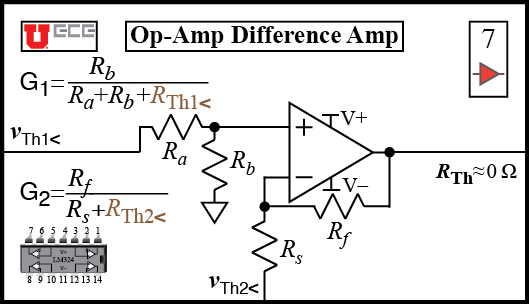 U ECE
Op-Amp Difference Amp
7
G1=Rb/Ra+Rb+RTh1<
V+
vTh1<
Ra
Rb
RTh≈0 Ω
G2=Rf/Rs+RTh2<
V−
Rf
7 6 5 4 3 2 1
V+
LM324
V−
8 9 10 11 12 13 14
Rs
vTh2<